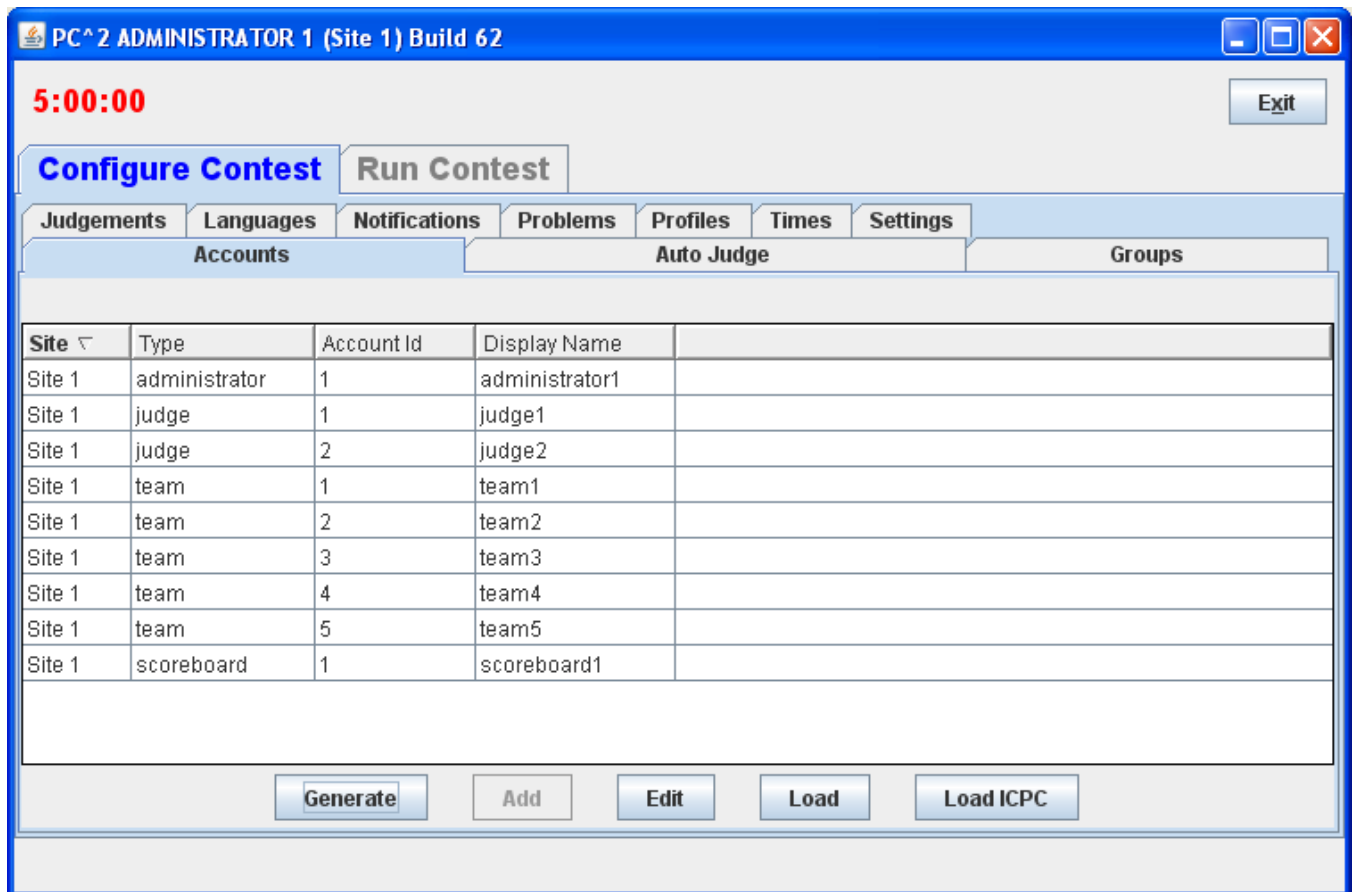 PC^2 ADMINISTRATOR 1 (Site 1) Build 62
5:00:00 Exit
Configure Contest Run Contest
Judgements Languages Notifications Problems Profiles Times Settings
Accounts Auto Judge Groups
Site Type Account Id Display Name
Site 1 administrator 1 administrator1
Site 1 judge 1 judge1
Site 1 judge 2 judge2
Site 1 team 1 team1
Site 1 team 2 team2
Site 1 team 3 team3
Site 1 team 4 team4
Site 1 team 5 team5
Site 1 scoreboard 1 scoreboard1
Generate Add Edit Load Load ICPC